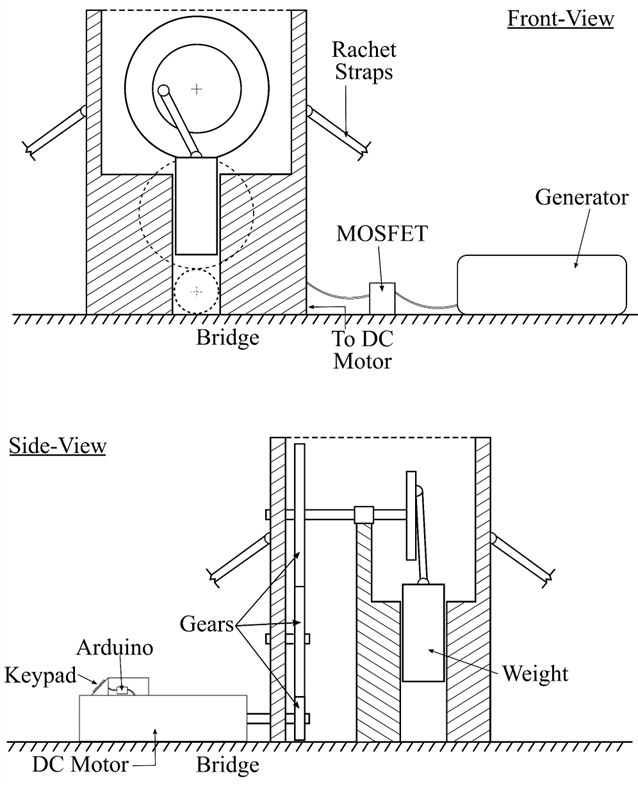 Front-View
Rachet
Straps
Generator
MOSFET
Bridge
To DC
Motor
Side-View
Gears
Arduino
Keypad
Weight
DC Motor
Bridge